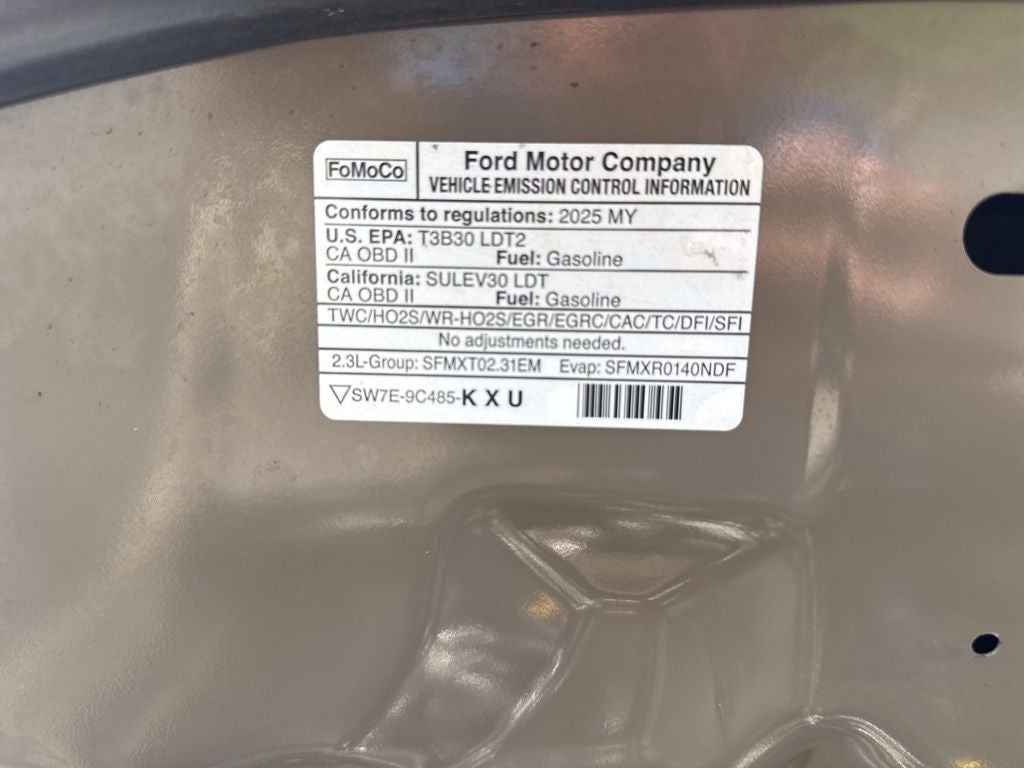 FoMoCo
Ford Motor Company
VEHICLE EMISSION CONTROL INFORMATION
Conforms to regulations: 2025 MY
U.S. EPA: T3B30 LDT2
CA OBD II Fuel: Gasoline
California: SULEV30 LDT
CA OBD II Fuel: Gasoline
TWC/HO2S/WR-HO2S/EGR/EGRC/CAC/TC/DFI/SFI
No adjustments needed.
2.3L-Group: SFMXT02.31EM Evap: SFMXR0140NDF
▽SW7E-9C485-K X U